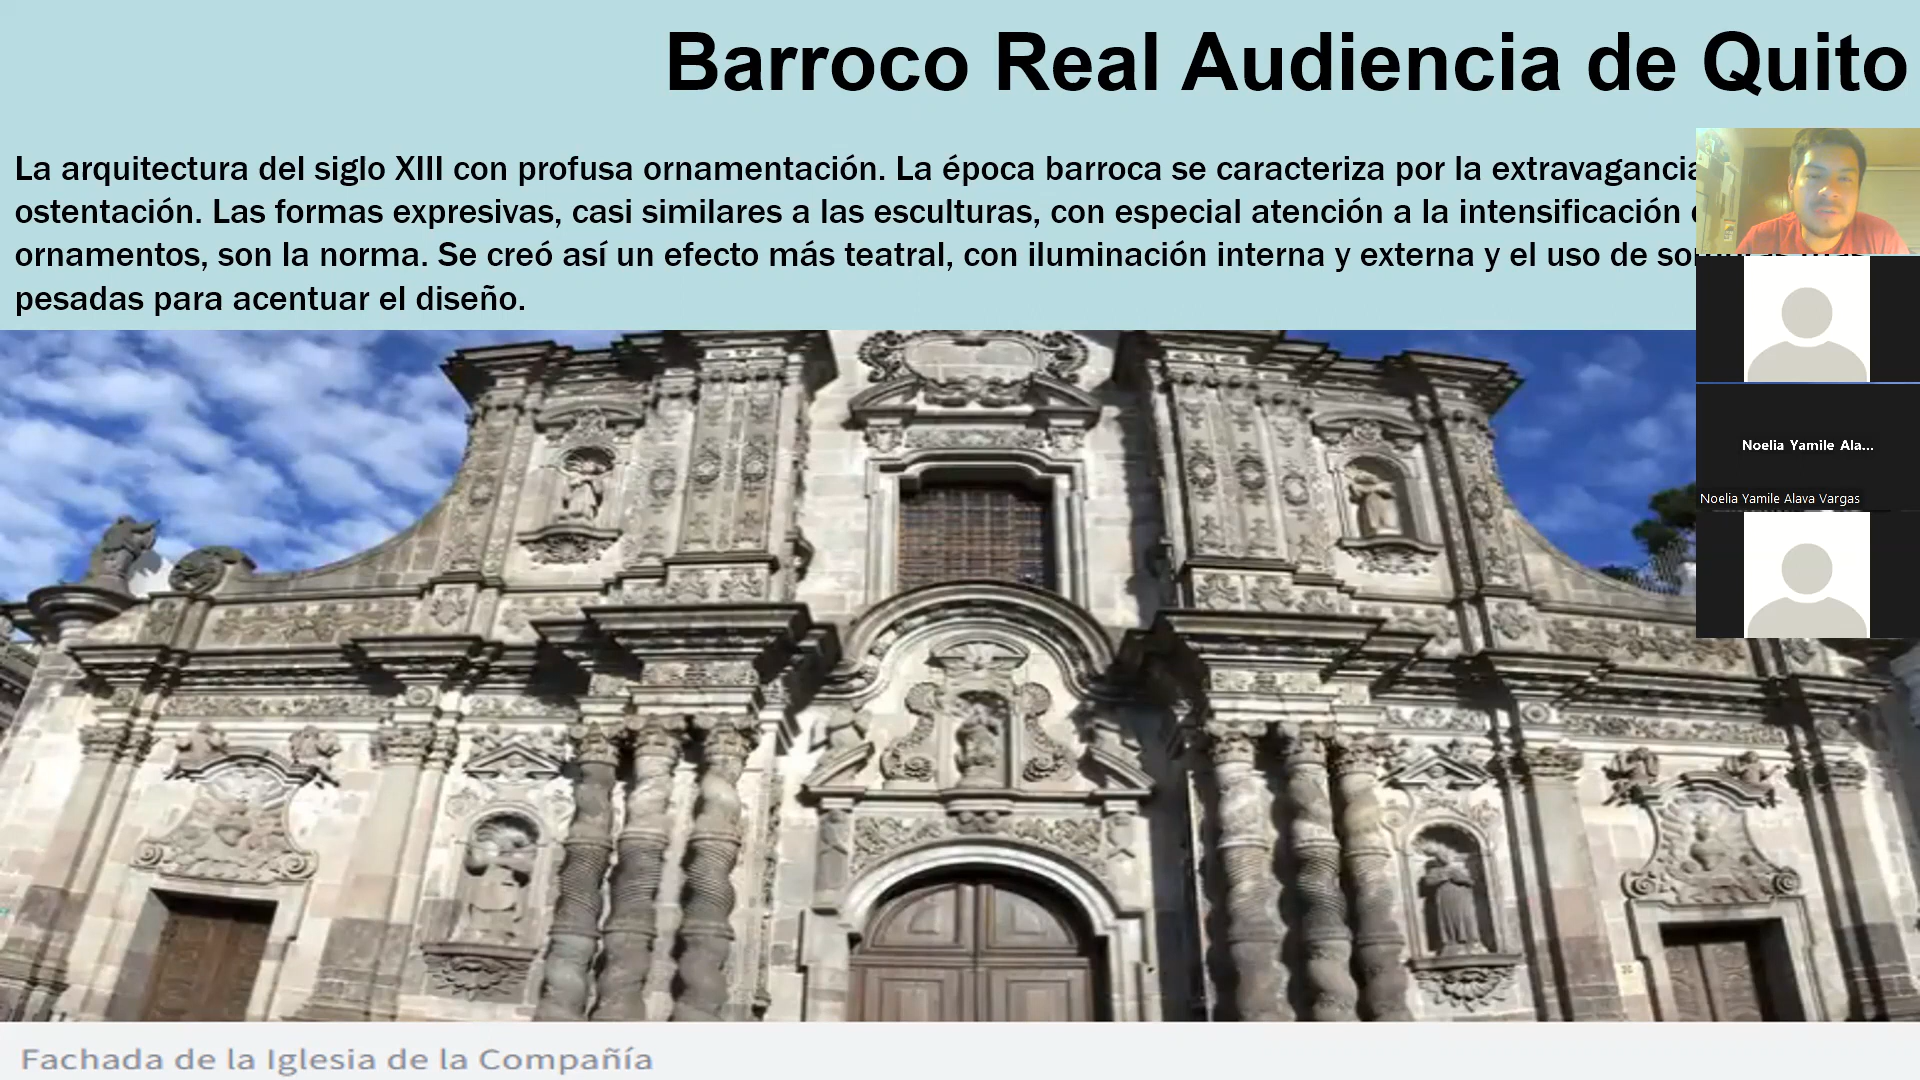 Barroco Real Audiencia de Quito
La arquitectura del siglo XIII con profusa ornamentación. La época barroca se caracteriza por la extravagancia
ostentación. Las formas expresivas, casi similares a las esculturas, con especial atención a la intensificación
ornamentos, son la norma. Se creó así un efecto más teatral, con iluminación interna y externa y el uso de
pesadas para acentuar el diseño.
Noelia Yamile Ala...
Noelia Yamile Alava Vargas
Fachada de la Iglesia de la Compañía